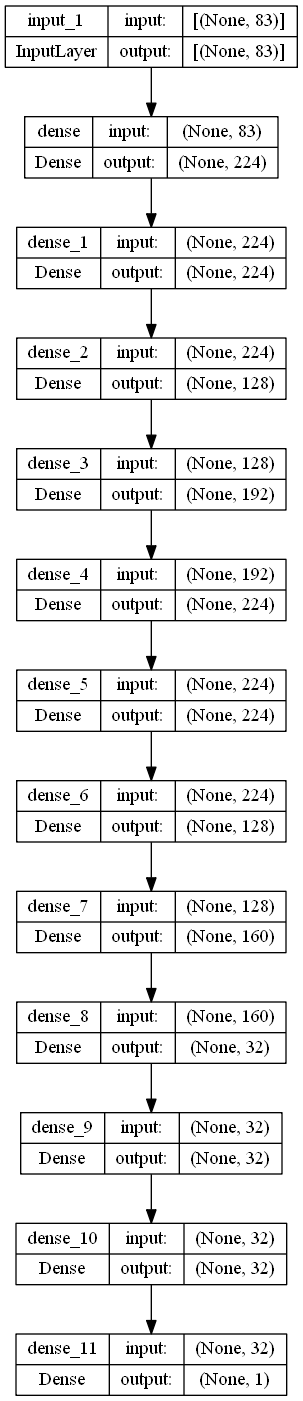 input_1 input: [(None, 83)]
InputLayer output: [(None, 83)]
dense input: (None, 83)
Dense output: (None, 224)
dense_1 input: (None, 224)
Dense output: (None, 224)
dense_2 input: (None, 224)
Dense output: (None, 128)
dense_3 input: (None, 128)
Dense output: (None, 192)
dense_4 input: (None, 192)
Dense output: (None, 224)
dense_5 input: (None, 224)
Dense output: (None, 224)
dense_6 input: (None, 224)
Dense output: (None, 128)
dense_7 input: (None, 128)
Dense output: (None, 160)
dense_8 input: (None, 160)
Dense output: (None, 32)
dense_9 input: (None, 32)
Dense output: (None, 32)
dense_10 input: (None, 32)
Dense output: (None, 32)
dense_11 input: (None, 32)
Dense output: (None, 1)